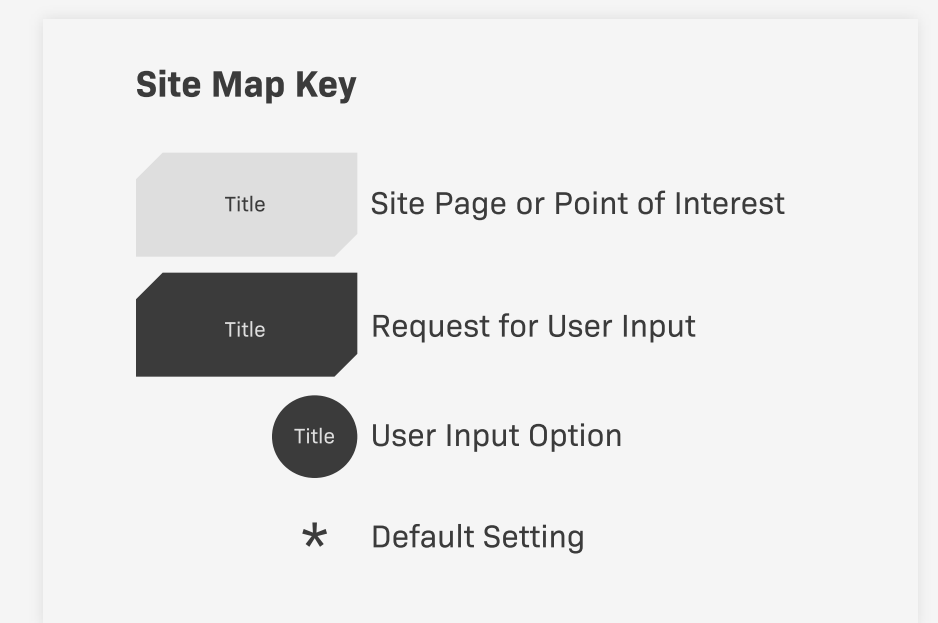 Site Map Key
Title Site Page or Point of Interest
Title Request for User Input
Title User Input Option
* Default Setting